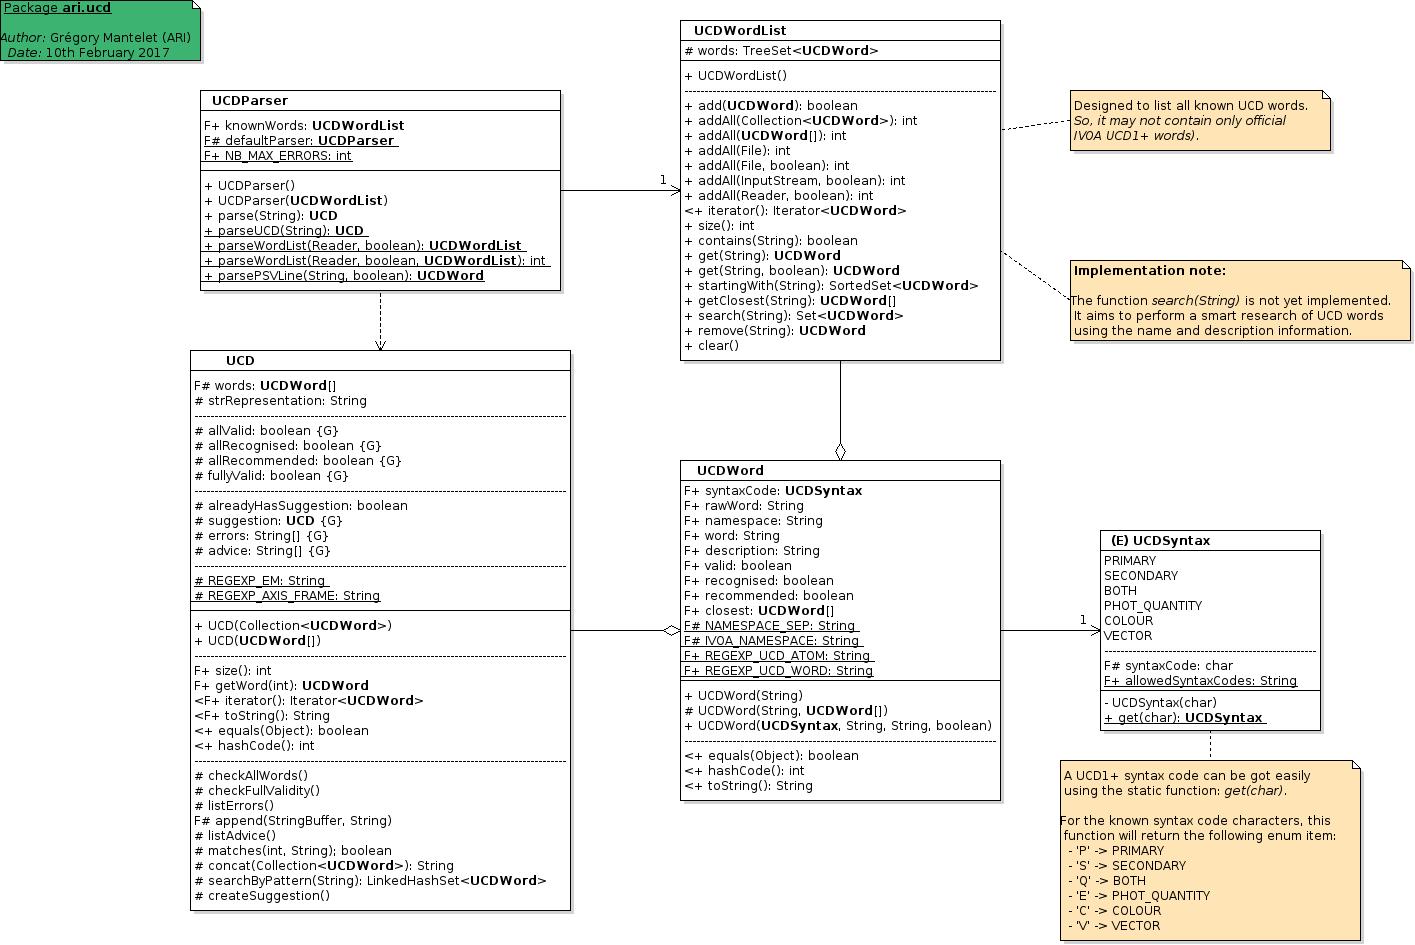 Package ari.ucd
Author: Grégory Mantelet (ARI)
Date: 10th February 2017
UCDParser
F+ knownWords: UCDWordList
F# defaultParser: UCDParser
F+ NB_MAX_ERRORS: int
+ UCDParser()
+ UCDParser(UCDWordList)
+ parse(String): UCD
+ parseUCD(String): UCD
+ parseWordList(Reader, boolean): UCDWordList
+ parseWordList(Reader, boolean, UCDWordList): int
+ parsePSVLine(String, boolean): UCDWord
1
UCDWordList
# words: TreeSet<UCDWord>
+ UCDWordList()
+ add(UCDWord): boolean
+ addAll(Collection<UCDWord>): int
+ addAll(UCDWord[]): int
+ addAll(File): int
+ addAll(File, boolean): int
+ addAll(InputStream, boolean): int
+ addAll(Reader, boolean): int
<+ iterator(): Iterator<UCDWord>
+ size(): int
+ contains(String): boolean
+ get(String): UCDWord
+ get(String, boolean): UCDWord
+ startingWith(String): SortedSet<UCDWord>
+ getClosest(String): UCDWord[]
+ search(String): Set<UCDWord>
+ remove(String): UCDWord
+ clear()
Designed to list all known UCD words.
So, it may not contain only official
IVOA UCD1+ words).
Implementation note:
The function search(String) is not yet implemented.
It aims to perform a smart research of UCD words
using the name and description information.
UCD
F# words: UCDWord[]
# strRepresentation: String
# allValid: boolean {G}
# allRecognised: boolean {G}
# allRecommended: boolean {G}
# fullyValid: boolean {G}
# alreadyHasSuggestion: boolean
# suggestion: UCD {G}
# errors: String[] {G}
# advice: String[] {G}
# REGEXP_EM: String
# REGEXP_AXIS_FRAME: String
+ UCD(Collection<UCDWord>)
+ UCD(UCDWord[])
F+ size(): int
F+ getWord(int): UCDWord
<F+ iterator(): Iterator<UCDWord>
<F+ toString(): String
<+ equals(Object): boolean
<+ hashCode(): int
# checkAllWords()
# checkFullValidity()
# listErrors()
F# append(StringBuffer, String)
# listAdvice()
# matches(int, String); boolean
# concat(Collection<UCDWord>): String
# searchByPattern(String): LinkedHashSet<UCDWord>
# createSuggestion()
UCDWord
F+ syntaxCode: UCDSyntax
F+ rawWord: String
F+ namespace: String
F+ word: String
F+ description: String
F+ valid: boolean
F+ recognised: boolean
F+ recommended: boolean
F+ closest: UCDWord[]
F# NAMESPACE_SEP: String
F# IVOA_NAMESPACE: String
F+ REGEXP_UCD_ATOM: String
F+ REGEXP_UCD_WORD: String
+ UCDWord(String)
# UCDWord(String, UCDWord[])
+ UCDWord(UCDSyntax, String, String, boolean)
<+ equals(Object): boolean
<+ hashCode(): int
<+ toString(): String
1
(E) UCDSyntax
PRIMARY
SECONDARY
BOTH
PHOT_QUANTITY
COLOUR
VECTOR
F# syntaxCode: char
F+ allowedSyntaxCodes: String
- UCDSyntax(char)
+ get(char): UCDSyntax
A UCD1+ syntax code can be got easily
using the static function: get(char).
For the known syntax code characters, this
function will return the following enum item:
- 'P' -> PRIMARY
- 'S' -> SECONDARY
- 'Q' -> BOTH
- 'E' -> PHOT_QUANTITY
- 'C' -> COLOUR
- 'V' -> VECTOR